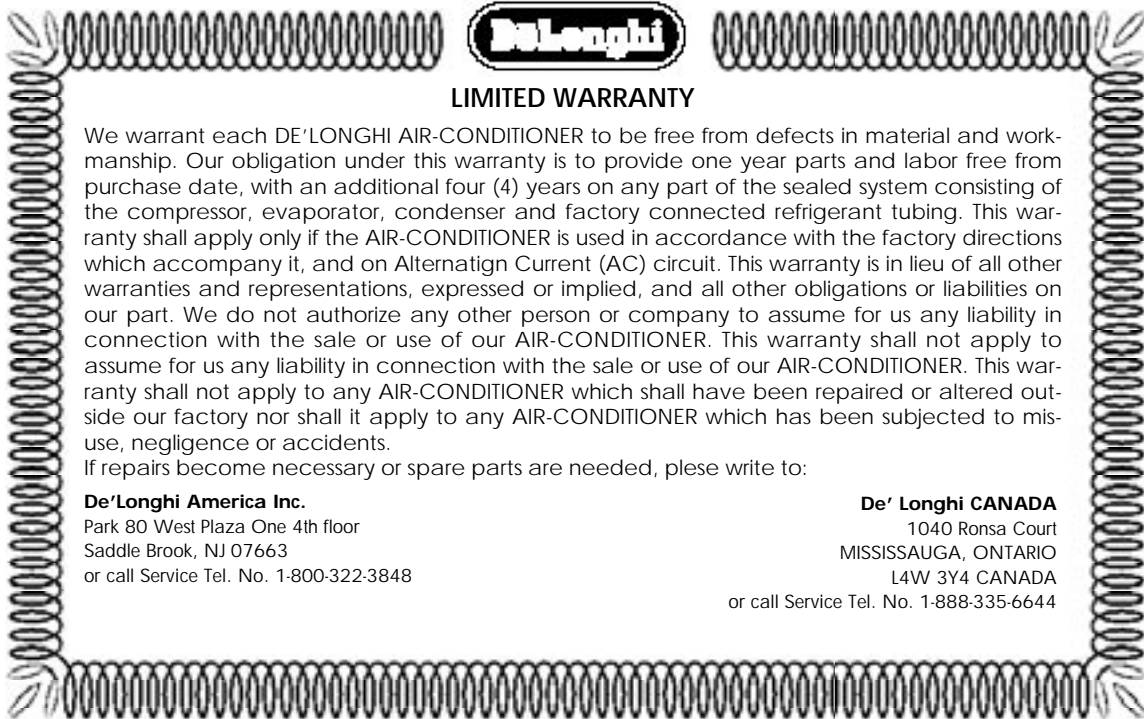 DeLonghi
LIMITED WARRANTY
We warrant each DE'LONGHI AIR-CONDITIONER to be free from defects in material and work-
manship. Our obligation under this warranty is to provide one year parts and labor free from
purchase date, with an additional four (4) years on any part of the sealed system consisting of
the compressor, evaporator, condenser and factory connected refrigerant tubing. This war-
ranty shall apply only if the AIR-CONDITIONER is used in accordance with the factory directions
which accompany it, and on Alternatign Current (AC) circuit. This warranty is in lieu of all other
warranties and representations, expressed or implied, and all other obligations or liabilities on
our part. We do not authorize any other person or company to assume for us any liability in
connection with the sale or use of our AIR-CONDITIONER. This warranty shall not apply to
assume for us any liability in connection with the sale or use of our AIR-CONDITIONER. This war-
ranty shall not apply to any AIR-CONDITIONER which shall have been repaired or altered out-
side our factory nor shall it apply to any AIR-CONDITIONER which has been subjected to mis-
use, negligence or accidents.
If repairs become necessary or spare parts are needed, plese write to:
De'Longhi America Inc.
Park 80 West Plaza One 4th floor
Saddle Brook, NJ 07663
or call Service Tel. No. 1-800-322-3848
De' Longhi CANADA
1040 Ronsa Court
MISSISSAUGA, ONTARIO
L4W 3Y4 CANADA
or call Service Tel. No. 1-888-335-6644